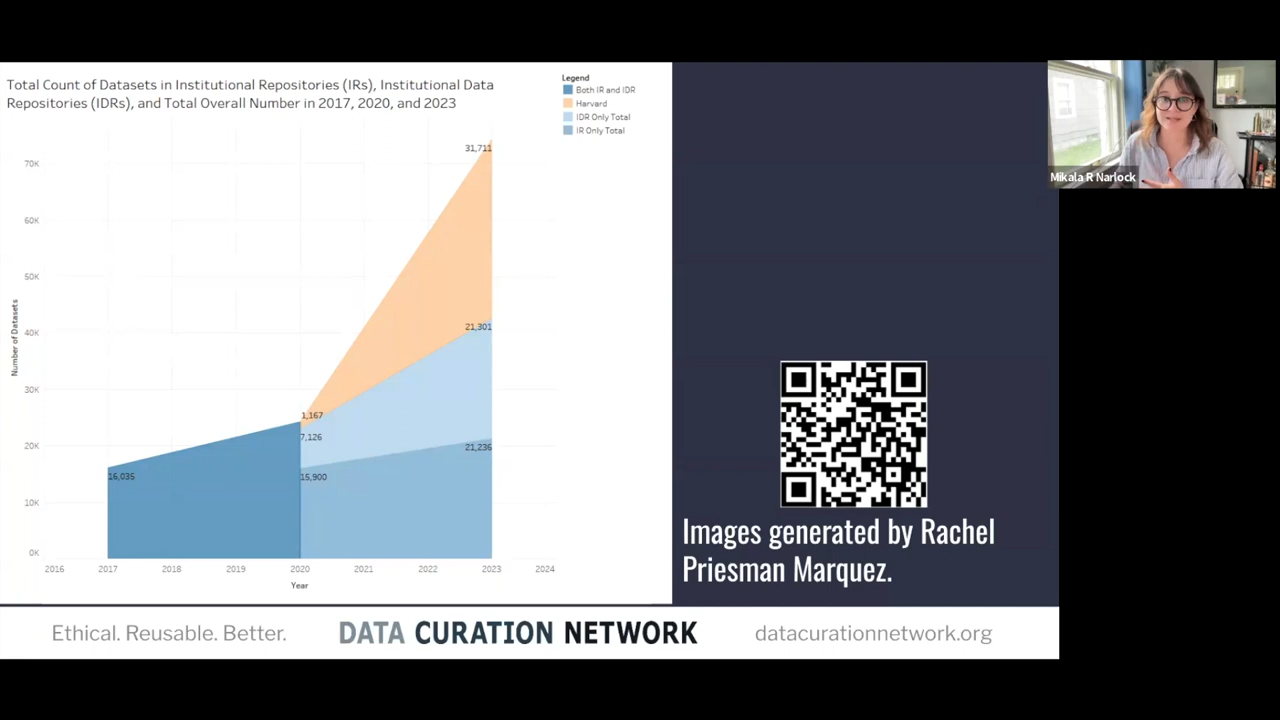 Total Count of Datasets in Institutional Repositories (IRs), Institutional Data
Repositories (IDRs), and Total Overall Number in 2017, 2020, and 2023
Legend
Both IR and IDR
Harvard
IDR Only Total
IR Only Total
Mikala R Narlock
Number of Datasets
70K
60K
50K
40K
30K
20K
10K
0K
31,711
21,301
1,167
7,126
21,236
16,035
15,900
2016 2017 2018 2019 2020 2021 2022 2023 2024
Year
Images generated by Rachel
Priesman Marquez.
Ethical. Reusable. Better.
DATA CURATION NETWORK
datacurationnetwork.org